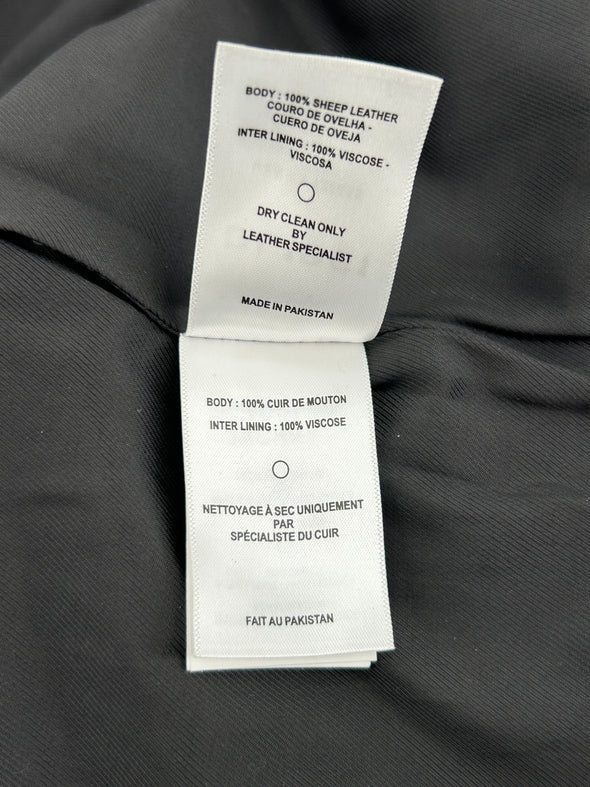 BODY : 100% SHEEP LEATHER
COURO DE OVELHA -
CUERO DE OVEJA
INTER LINING : 100% VISCOSE -
VISCOSA
DRY CLEAN ONLY
BY
LEATHER SPECIALIST
MADE IN PAKISTAN
BODY : 100% CUIR DE MOUTON
INTER LINING : 100% VISCOSE
NETTOYAGE À SEC UNIQUEMENT
PAR
SPÉCIALISTE DU CUIR
FAIT AU PAKISTAN